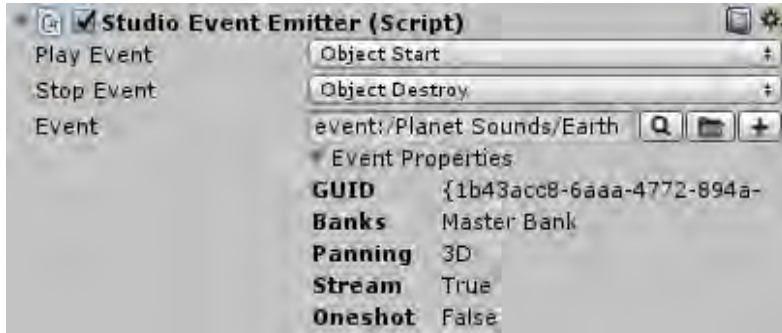 Studio Event Emitter (Script)
Play Event Object Start
Stop Event Object Destroy
Event event:/Planet Sounds/Earth
Event Properties
GUID {1b43acc8-6aaa-4772-894a-
Banks Master Bank
Panning 3D
Stream True
Oneshot False